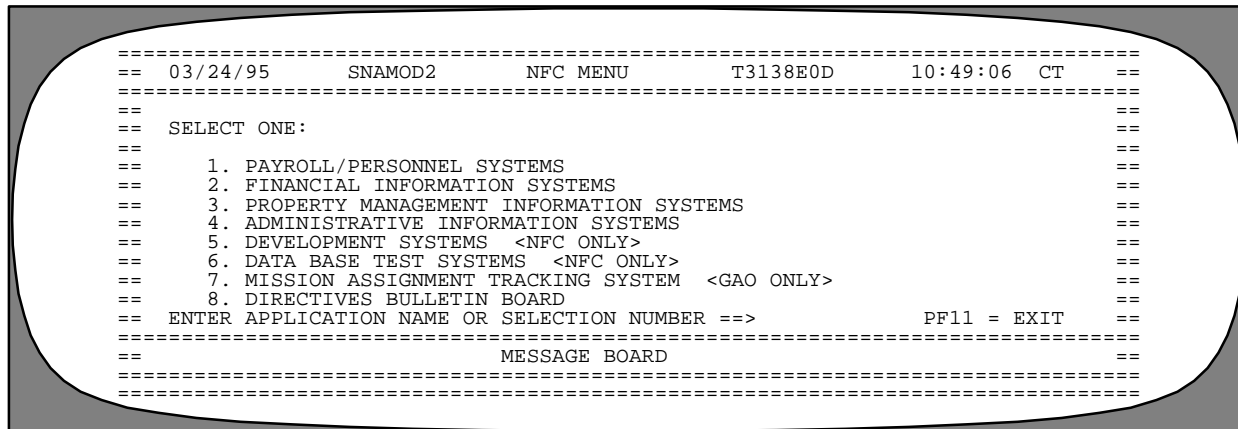 ================================================================================
== 03/24/95 SNAMOD2 NFC MENU T3138E0D 10:49:06 CT ==
================================================================================
== ==
== SELECT ONE: ==
== ==
== 1. PAYROLL/PERSONNEL SYSTEMS ==
== 2. FINANCIAL INFORMATION SYSTEMS ==
== 3. PROPERTY MANAGEMENT INFORMATION SYSTEMS ==
== 4. ADMINISTRATIVE INFORMATION SYSTEMS ==
== 5. DEVELOPMENT SYSTEMS <NFC ONLY> ==
== 6. DATA BASE TEST SYSTEMS <NFC ONLY> ==
== 7. MISSION ASSIGNMENT TRACKING SYSTEM <GAO ONLY> ==
== 8. DIRECTIVES BULLETIN BOARD ==
== ENTER APPLICATION NAME OR SELECTION NUMBER ==> PF11 = EXIT ==
================================================================================
== MESSAGE BOARD ==
================================================================================
================================================================================